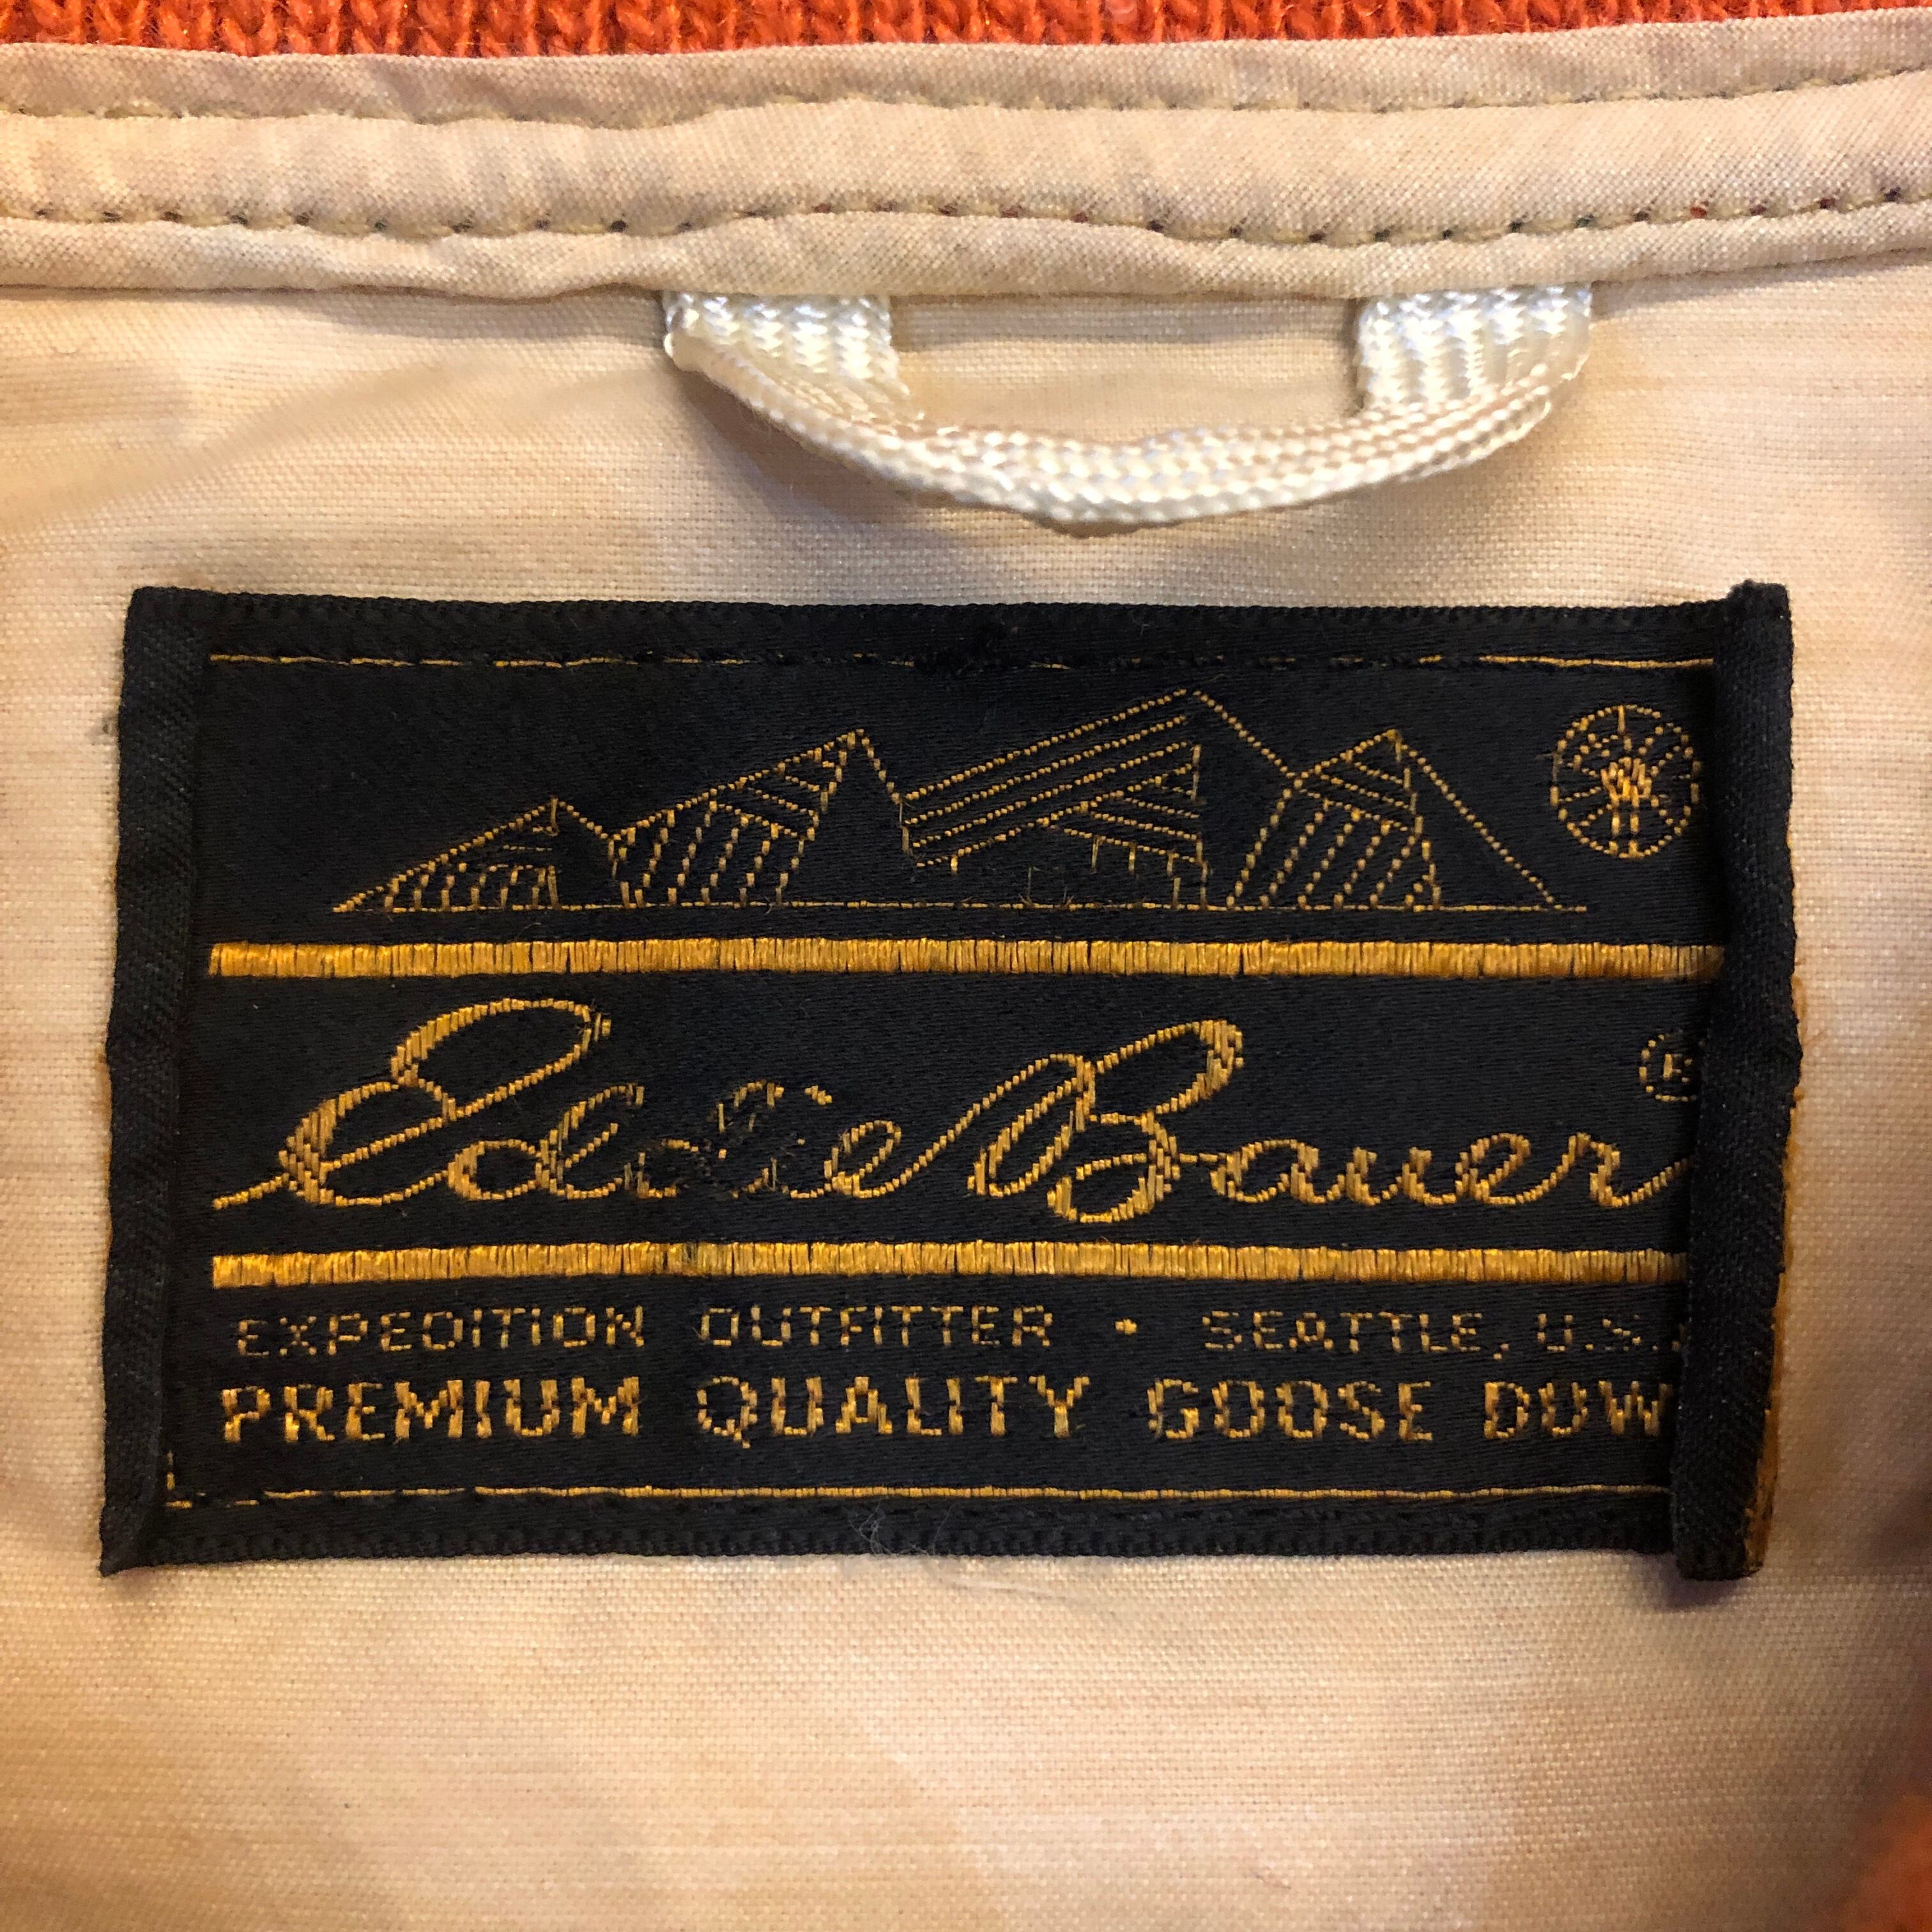 Eddie Bauer ®
EXPEDITION OUTFITTER • SEATTLE, U.S.
PREMIUM QUALITY GOOSE DOW